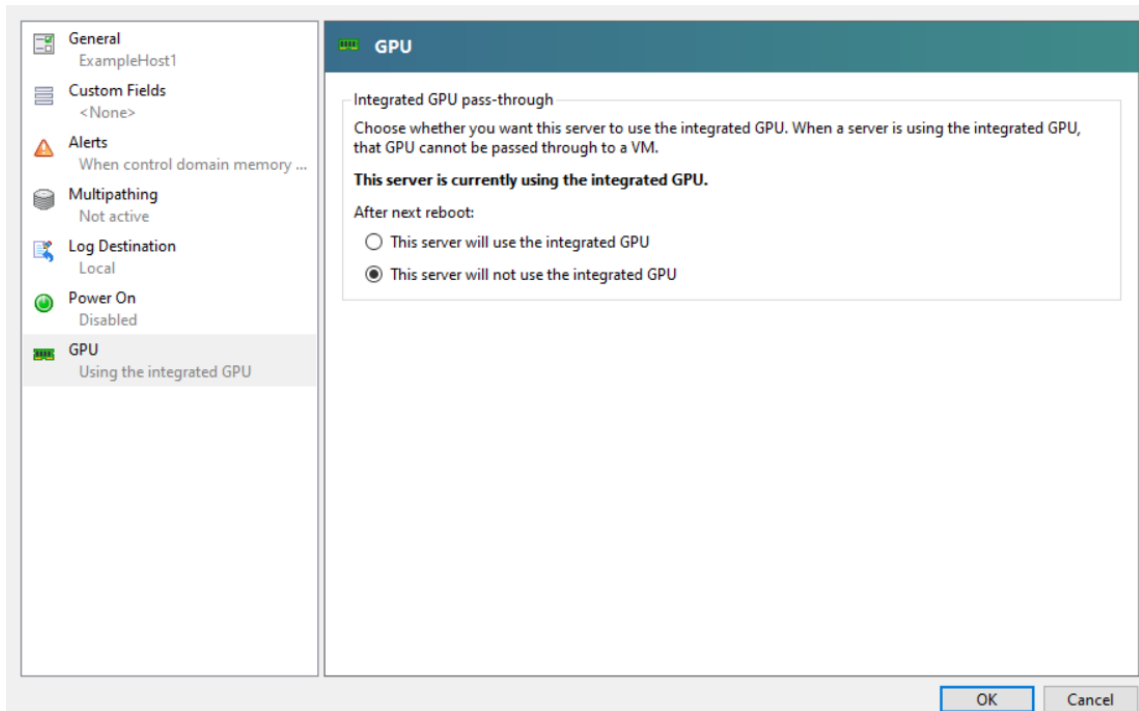 General
ExampleHost1
Custom Fields
<None>
Alerts
When control domain memory ...
Multipathing
Not active
Log Destination
Local
Power On
Disabled
GPU
Using the integrated GPU
GPU
Integrated GPU pass-through
Choose whether you want this server to use the integrated GPU. When a server is using the integrated GPU,
that GPU cannot be passed through to a VM.
This server is currently using the integrated GPU.
After next reboot:
This server will use the integrated GPU
This server will not use the integrated GPU
OK
Cancel